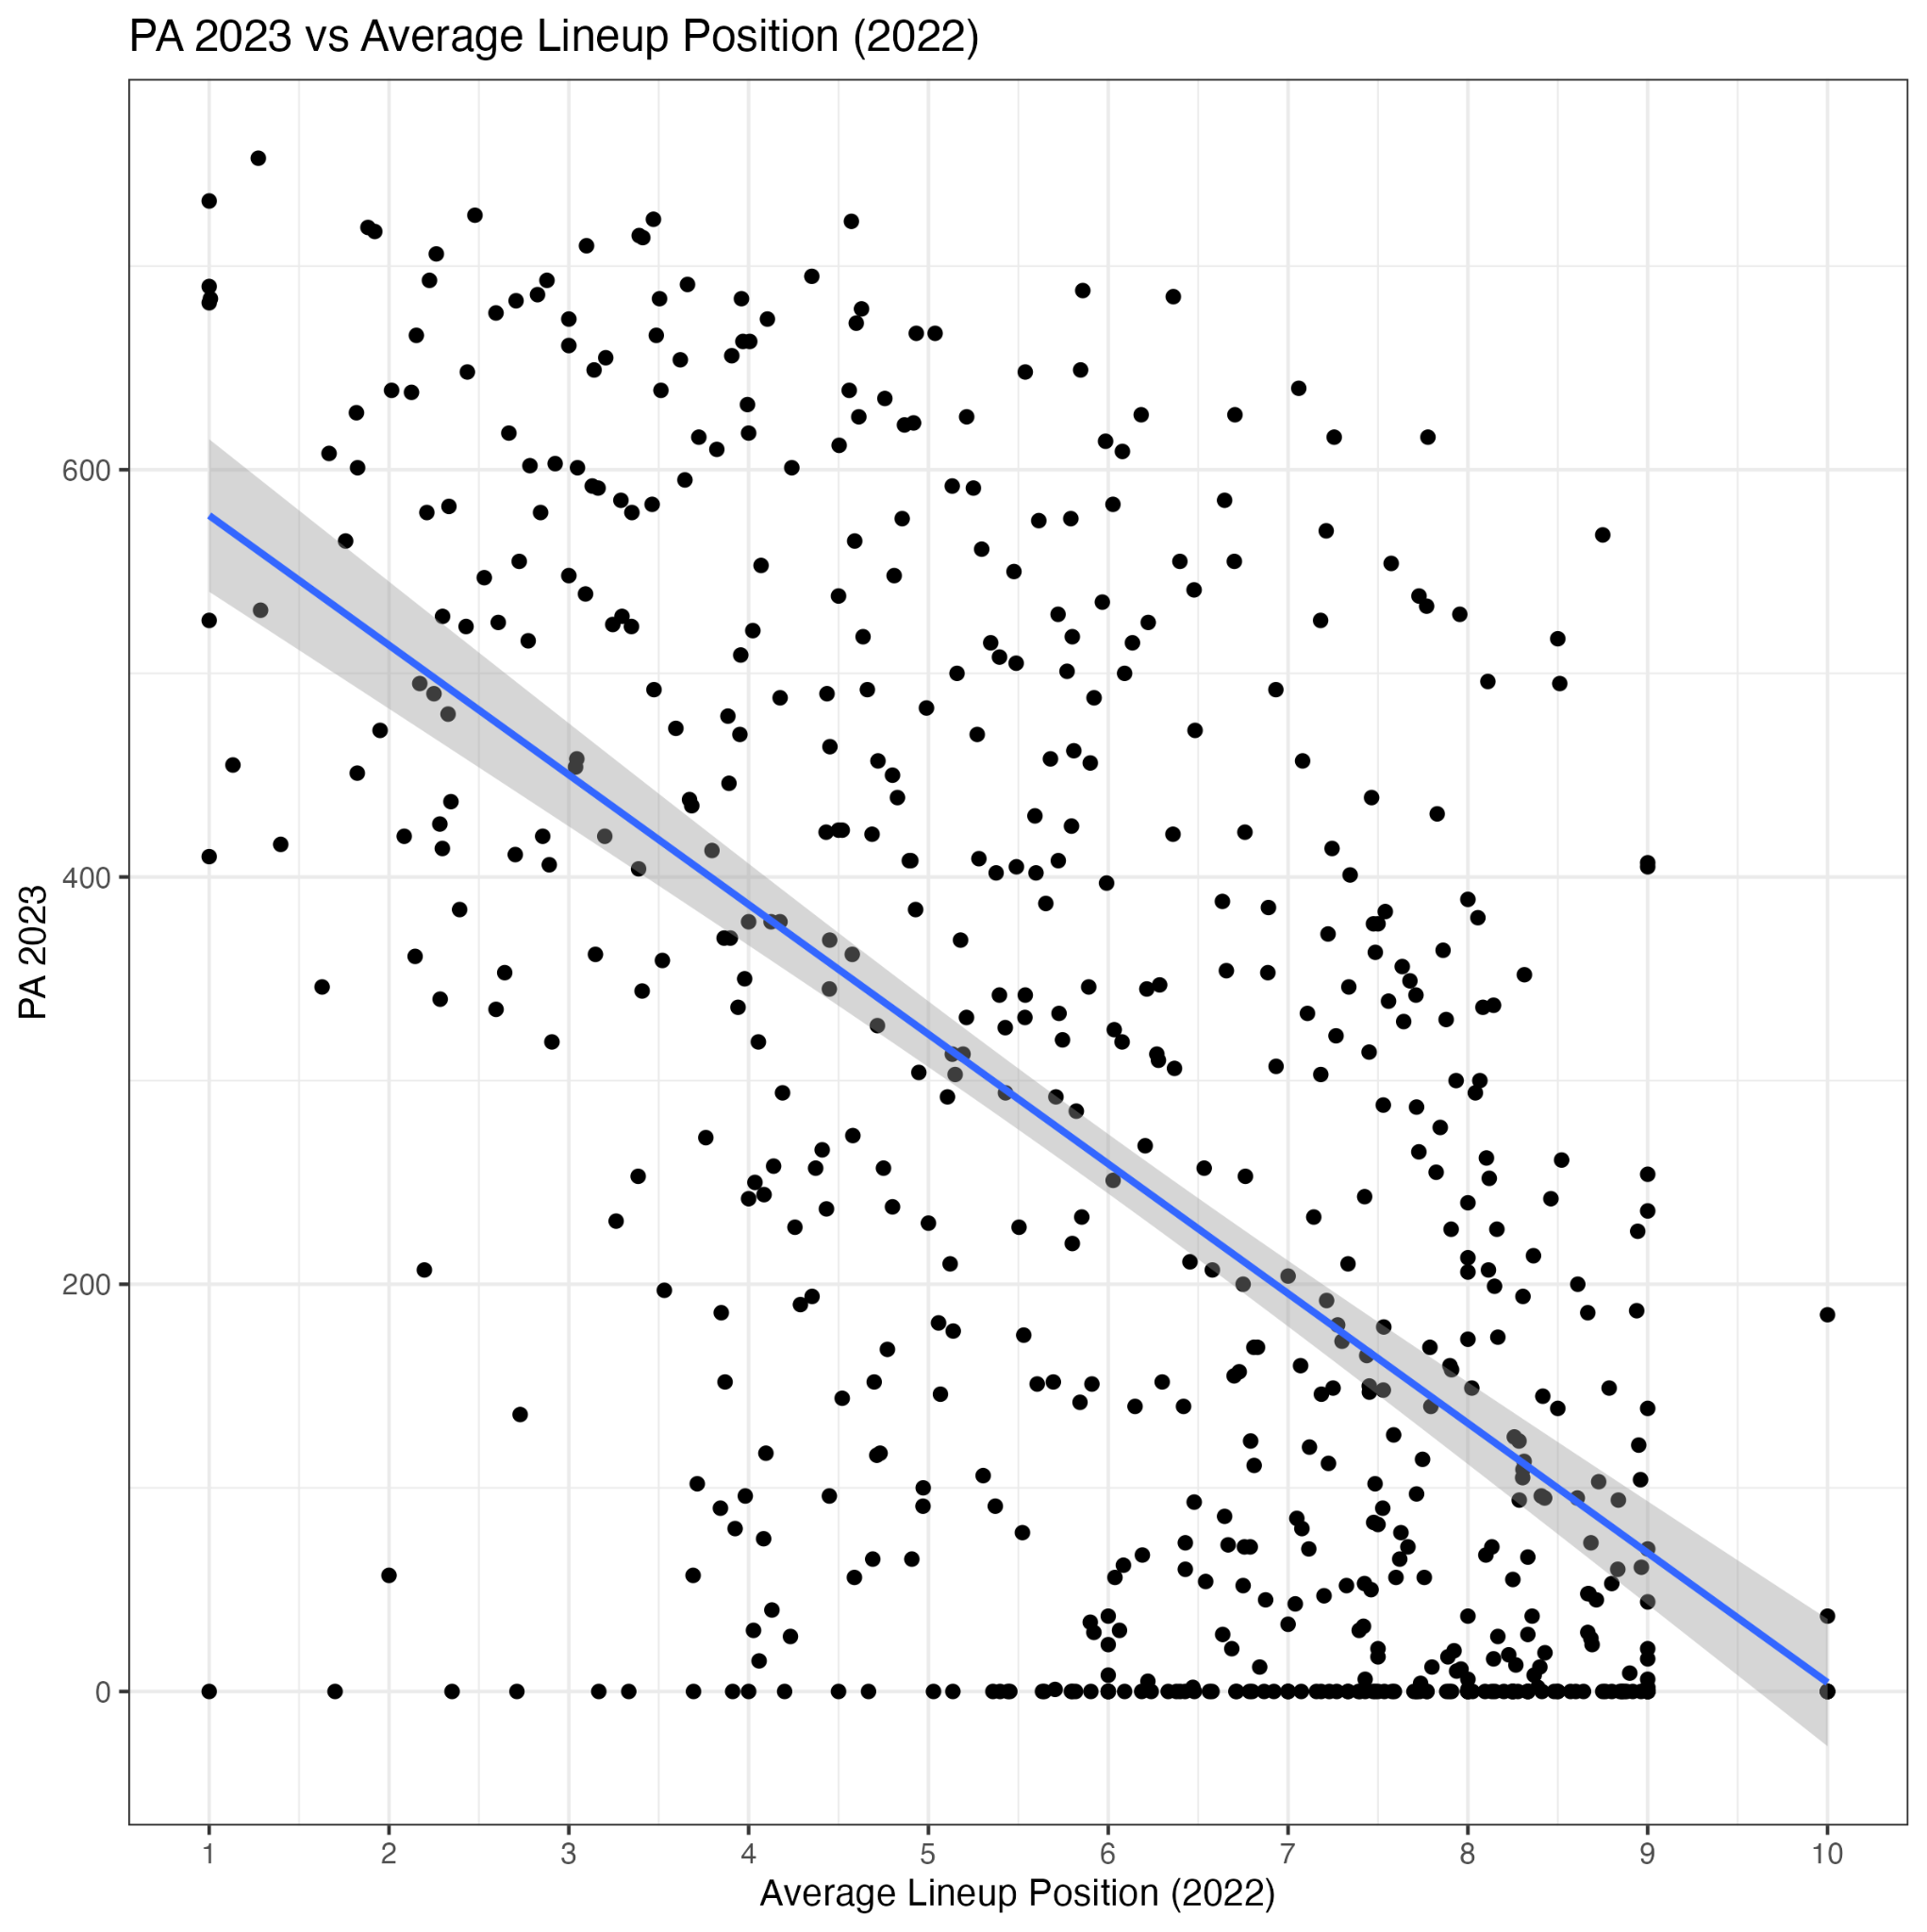 PA 2023 vs Average Lineup Position (2022)
PA 2023
600
400
200
0
1 2 3 4 5 6 7 8 9 10
Average Lineup Position (2022)